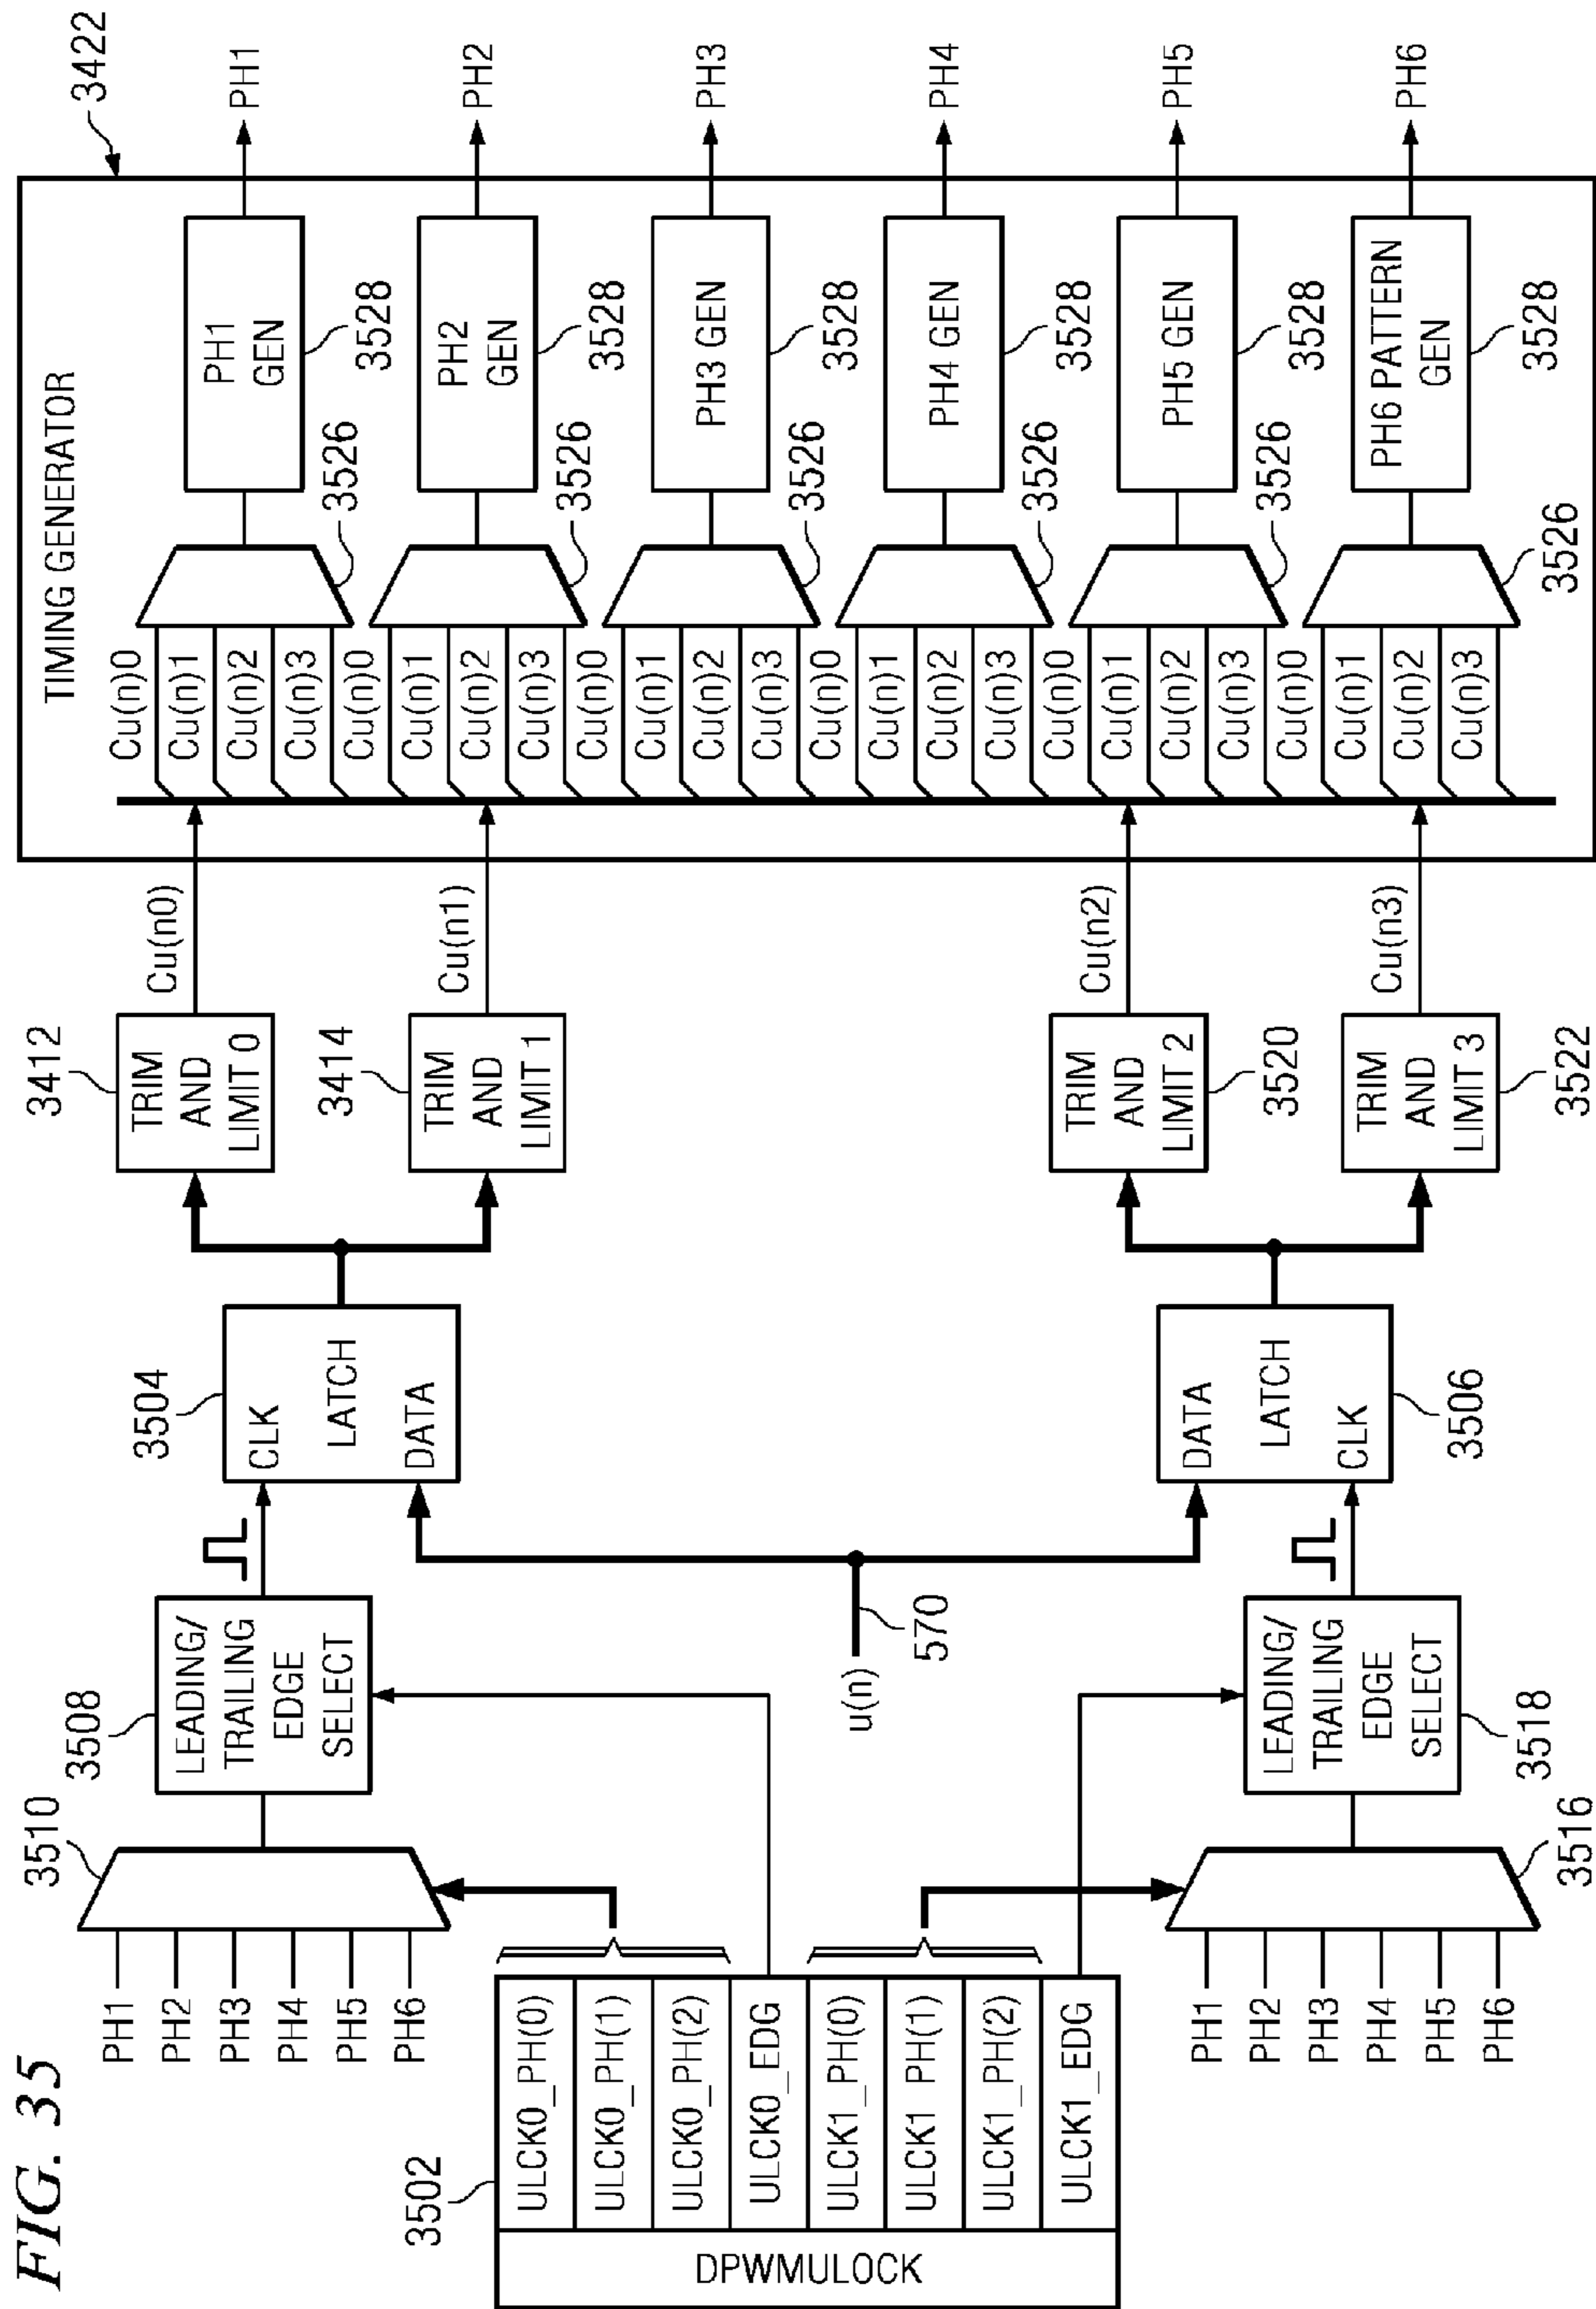 FIG. 35
3502
DPWMULOCK
ULCK0_PH(0)
ULCK0_PH(1)
ULCK0_PH(2)
ULCK0_EDG
ULCK1_PH(0)
ULCK1_PH(1)
ULCK1_PH(2)
ULCK1_EDG
PH1
PH2
PH3
PH4
PH5
PH6
3510
PH1
PH2
PH3
PH4
PH5
PH6
3516
3508
LEADING/
TRAILING
EDGE
SELECT
LEADING/
TRAILING
EDGE
SELECT
3518
u(n)
570
3504
CLK
LATCH
DATA
DATA
LATCH
CLK
3506
3412
TRIM
AND
LIMIT 0
3414
TRIM
AND
LIMIT 1
TRIM
AND
LIMIT 2
3520
TRIM
AND
LIMIT 3
3522
Cu(n0)
Cu(n1)
Cu(n2)
Cu(n3)
TIMING GENERATOR
3422
Cu(n)0
Cu(n)1
Cu(n)2
Cu(n)3
Cu(n)0
Cu(n)1
Cu(n)2
Cu(n)3
Cu(n)0
Cu(n)1
Cu(n)2
Cu(n)3
Cu(n)0
Cu(n)1
Cu(n)2
Cu(n)3
Cu(n)0
Cu(n)1
Cu(n)2
Cu(n)3
Cu(n)0
Cu(n)1
Cu(n)2
Cu(n)3
3526
3526
3526
3526
3526
3526
PH1
GEN
3528
PH2
GEN
3528
PH3 GEN
3528
PH4 GEN
3528
PH5 GEN
3528
PH6 PATTERN
GEN
3528
PH1
PH2
PH3
PH4
PH5
PH6